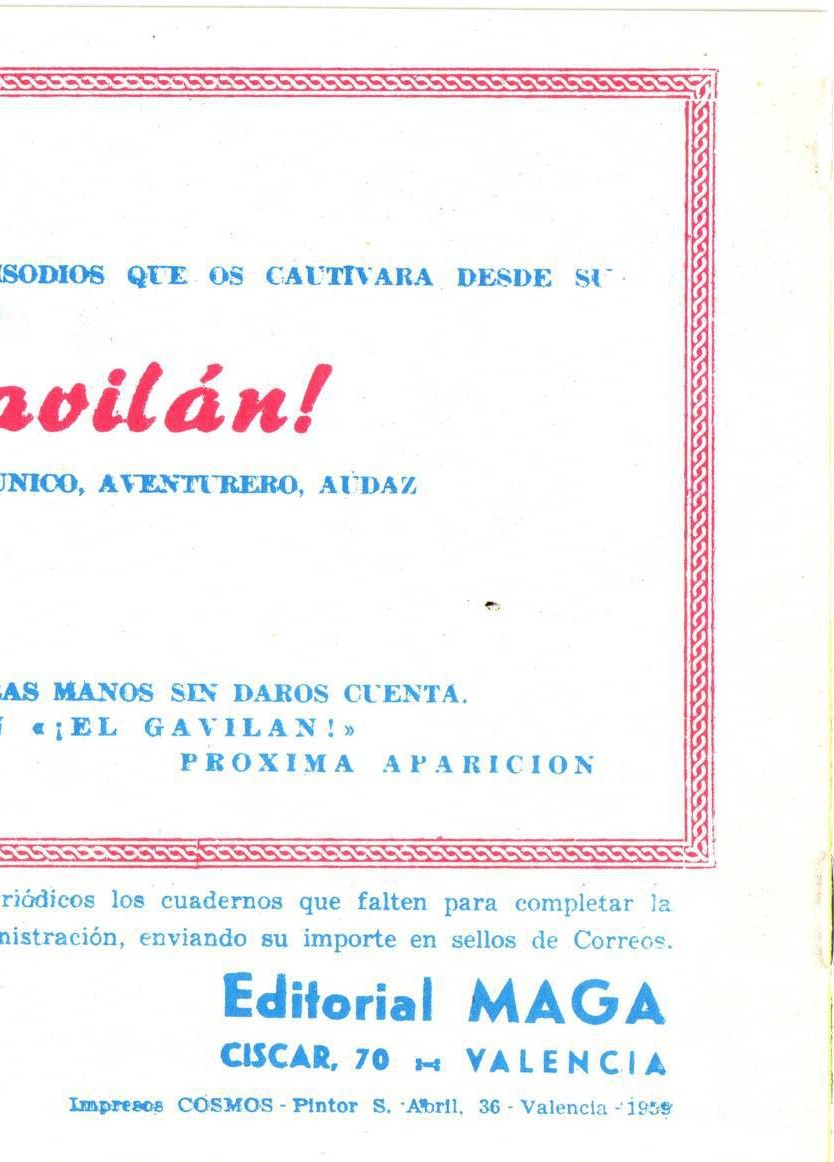 ISODIOS QUE OS CAUTIVARA DESDE SU
avilán!
UNICO, AVENTURERO, AUDAZ
LAS MANOS SIN DAROS CUENTA.
«¡EL GAVILAN!»
PROXIMA APARICION
riódicos los cuadernos que falten para completar la
nistración, enviando su importe en sellos de Correos.
Editorial MAGA
CISCAR, 70 VALENCIA
Impresos COSMOS - Pintor S. Abril, 36 - Valencia - 1959